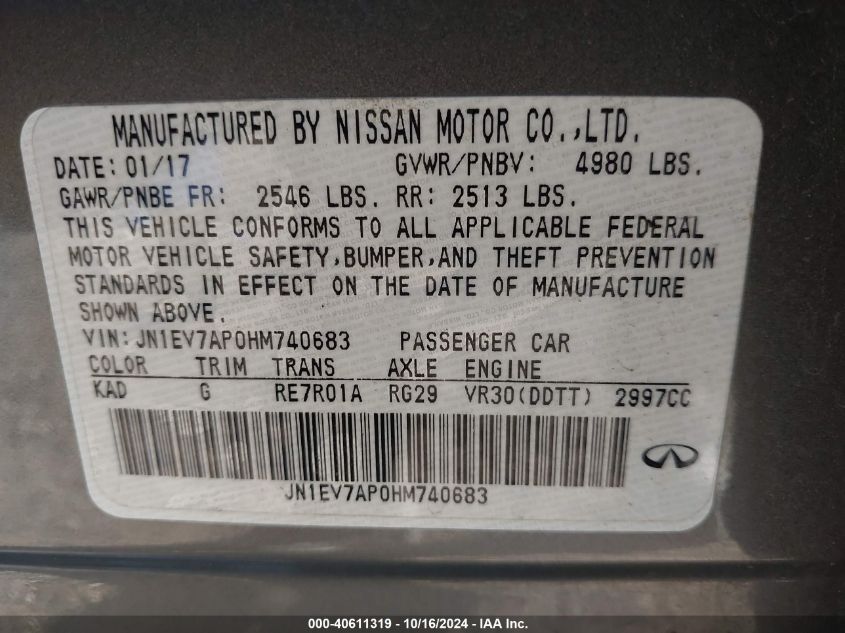 MANUFACTURED BY NISSAN MOTOR CO.,LTD.
DATE: 01/17 GVWR/PNBV: 4980 LBS.
GAWR/PNBE FR: 2546 LBS. RR: 2513 LBS.
THIS VEHICLE CONFORMS TO ALL APPLICABLE FEDERAL
MOTOR VEHICLE SAFETY,BUMPER,AND THEFT PREVENTION
STANDARDS IN EFFECT ON THE DATE OF MANUFACTURE
SHOWN ABOVE.
VIN: JN1EV7AP0HM740683 PASSENGER CAR
COLOR TRIM TRANS AXLE ENGINE
KAD G RE7R01A RG29 VR30(DDTT) 2997CC
JN1EV7AP0HM740683
000-40611319 - 10/16/2024 - IAA Inc.